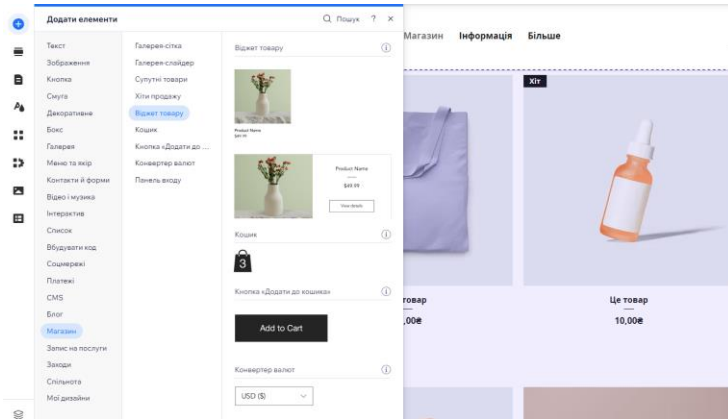 Додати елементи
Пошук ? ×
Текст
Зображення
Кнопка
Смуга
Декоративне
Бокс
Галерея
Меню та якір
Контакти й форми
Відео і музика
Інтерактив
Список
Вбудувати код
Соцмережі
Платежі
CMS
Блог
Магазин
Запис на послуги
Заходи
Спільнота
Мої дизайни
Галерея-сітка
Галерея-слайдер
Супутні товари
Хіти продажу
Віджет товару
Кошик
Кнопка «Додати до ...
Конвертер валют
Панель входу
Віджет товару
Product Name
$49.99
Product Name
$49.99
View details
Кошик
3
Кнопка «Додати до кошика»
Add to Cart
Конвертер валют
USD ($)
Магазин Інформація Більше
Хіт
товар
,00₴
Це товар
10,00₴